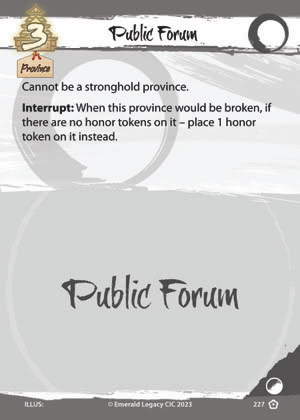 3
Public Forum
Province
Cannot be a stronghold province.
Interrupt: When this province would be broken, if
there are no honor tokens on it – place 1 honor
token on it instead.
Public Forum
ILLUS: © Emerald Legacy CIC 2023 227